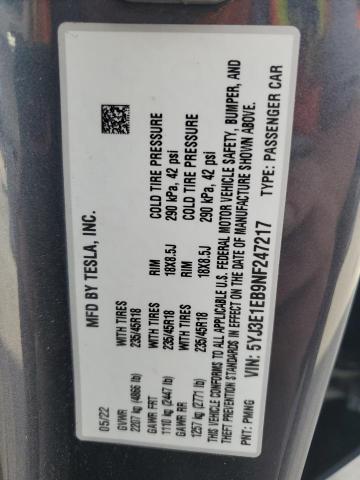 MFD BY TESLA, INC.
05/22
GVWR
2207 kg (4866 lb)
GAWR FRT
1110 kg (2447 lb)
WITH TIRES
235/45R18
RIM
18X8.5J
COLD TIRE PRESSURE
290 kPa, 42 psi
GAWR RR
1257 kg (2771 lb)
WITH TIRES
235/45R18
RIM
18X8.5J
COLD TIRE PRESSURE
290 kPa, 42 psi
THIS VEHICLE CONFORMS TO ALL APPLICABLE U.S. FEDERAL MOTOR VEHICLE SAFETY, BUMPER, AND
THEFT PREVENTION STANDARDS IN EFFECT ON THE DATE OF MANUFACTURE SHOWN ABOVE.
VIN: 5YJ3E1EB9NF247217
PNT: PMNG
TYPE: PASSENGER CAR